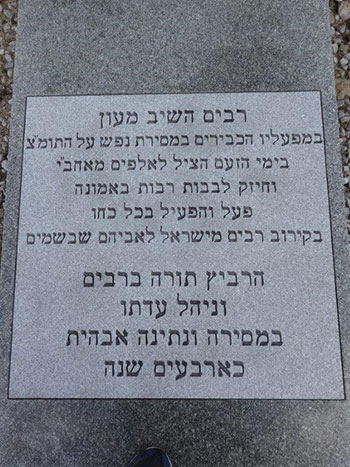 רבים השיב מעון
במפעליו הכבירים במסירת נפש על התומ״צ
בימי הזעם הציל לאלפים מאחב״י
וחיזק לבבות רבות באמונה
פעל והפעיל בכל כחו
בקירוב רבים מישראל לאביהם שבשמים
הרביץ תורה ברבים
וניהל עדתו
במסירה ונתינה אבהית
כארבעים שנה